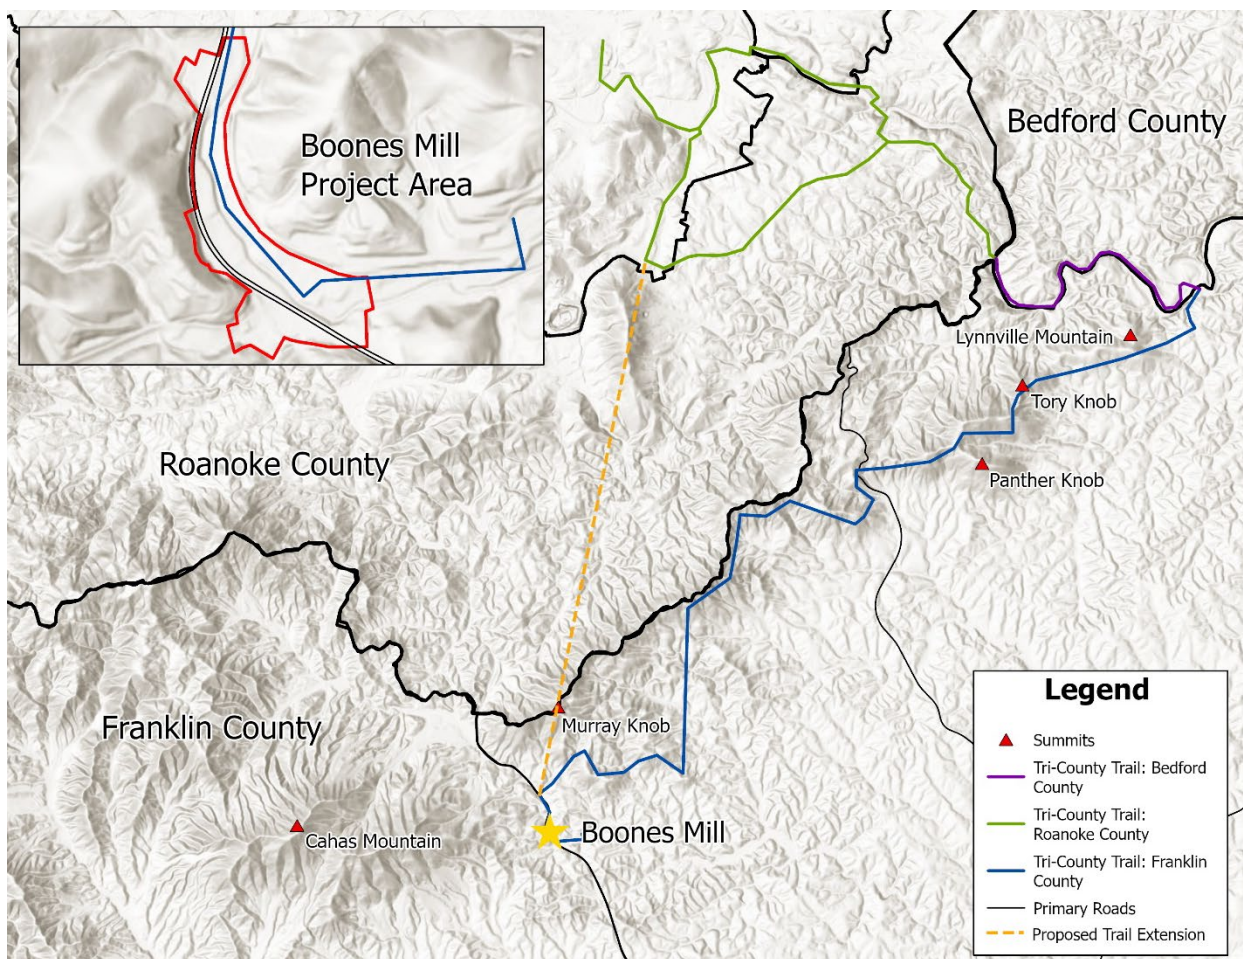 Boones Mill
Project Area
Bedford County
Lynnville Mountain
Tory Knob
Panther Knob
Roanoke County
Franklin County
Murray Knob
Cahas Mountain
Boones Mill
Legend
Summits
Tri-County Trail: Bedford
County
Tri-County Trail:
Roanoke County
Tri-County Trail: Franklin
County
Primary Roads
Proposed Trail Extension